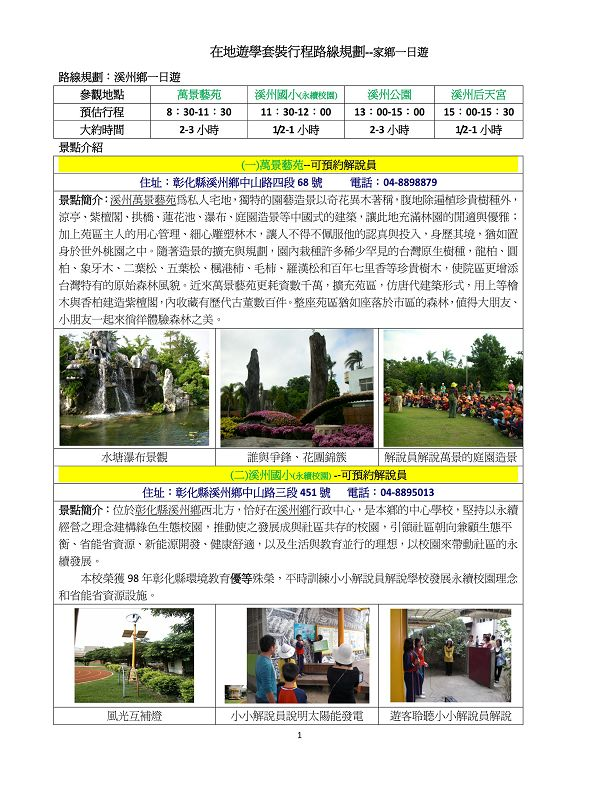 在地遊學套裝行程路線規劃--家鄉一日遊
路線規劃：溪州鄉一日遊
參觀地點 萬景藝苑 溪州國小(永續校園) 溪州公園 溪州后天宮
預估行程 8：30-11：30 11：30-12：00 13：00-15：00 15：00-15：30
大約時間 2-3 小時 1/2-1 小時 2-3 小時 1/2-1 小時
景點介紹
(一)萬景藝苑--可預約解說員
住址：彰化縣溪州鄉中山路四段 68 號 電話：04-8898879
景點簡介：溪州萬景藝苑爲私人宅地，獨特的園藝造景以奇花異木著稱，腹地除遍植珍貴樹種外，
涼亭、紫檀閣、拱橋、蓮花池、瀑布、庭園造景等中國式的建築，讓此地充滿林園的閒適與優雅；
加上苑區主人的用心管理、細心雕塑林木，讓人不得不佩服他的認真與投入，身歷其境，猶如置
身於世外桃園之中。隨著造景的擴充與規劃，園內栽種許多稀少罕見的台灣原生樹種，龍柏、圓
柏、象牙木、二葉松、五葉松、楓港柿、毛柿、羅漢松和百年七里香等珍貴樹木，使院區更增添
台灣特有的原始森林風貌。近來萬景藝苑更耗資數千萬，擴充苑區，仿唐代建築形式，用上等檜
木與香柏建造紫檀閣，內收藏有歷代古董數百件。整座苑區猶如座落於市區的森林，值得大朋友、
小朋友一起來徜徉體驗森林之美。
水塘瀑布景觀 誰與爭鋒、花團錦簇 解說員解說萬景的庭園造景
(二)溪州國小(永續校園) --可預約解說員
住址：彰化縣溪州鄉中山路三段 451 號 電話：04-8895013
景點簡介：位於彰化縣溪州鄉西北方，恰好在溪州鄉行政中心，是本鄉的中心學校，堅持以永續
經營之理念建構綠色生態校園，推動使之發展成與社區共存的校園，引領社區朝向兼顧生態平
衡、省能省資源、新能源開發、健康舒適，以及生活與教育並行的理想，以校園來帶動社區的永
續發展。
本校榮獲 98 年彰化縣環境教育優等殊榮，平時訓練小小解說員解說學校發展永續校園理念
和省能省資源設施。
風光互補燈 小小解說員說明太陽能發電 遊客聆聽小小解說員解說
1